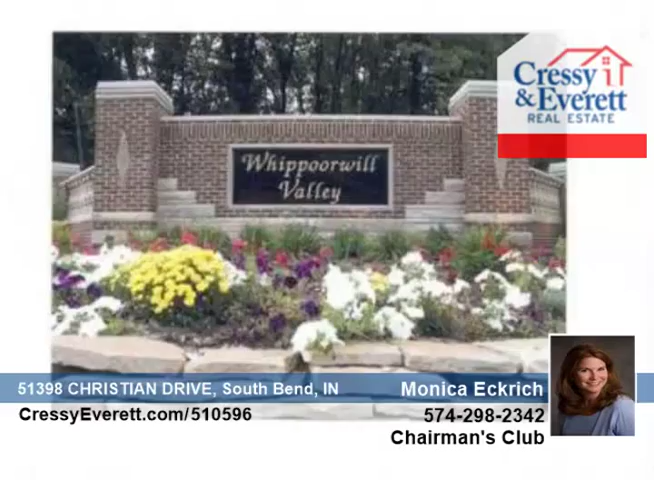 Cressy
& Everett
REAL ESTATE
Whippoorwill
Valley
51398 CHRISTIAN DRIVE, South Bend, IN
CressyEverett.com/510596
Monica Eckrich
574-298-2342
Chairman's Club